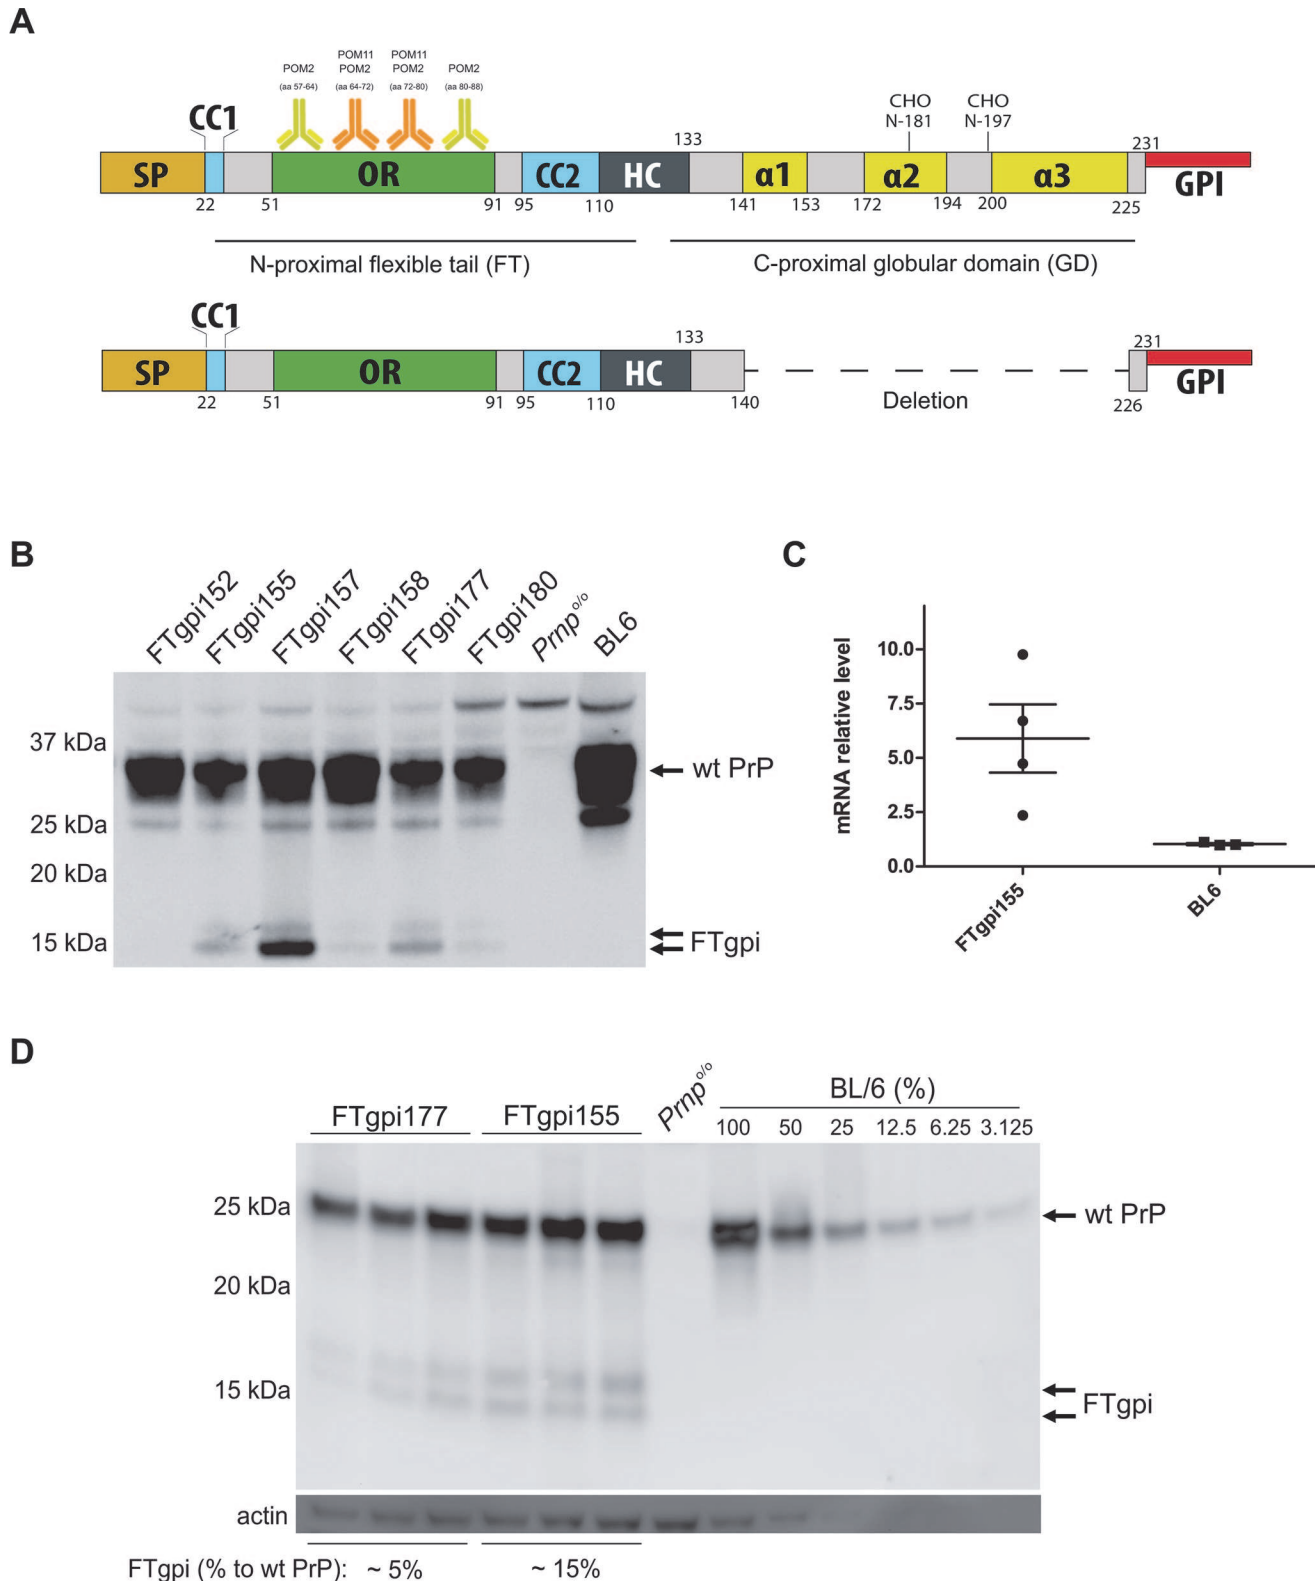 A
POM2 POM11 POM11 POM2
POM2 POM2
(aa 57-64) (aa 64-72) (aa 72-80) (aa 80-88)
CHO CHO
N-181 N-197
CC1 133 231
SP OR CC2 HC α1 α2 α3 GPI
22 51 91 95 110 141 153 172 194 200 225
N-proximal flexible tail (FT) C-proximal globular domain (GD)
CC1 133 231
SP OR CC2 HC GPI
22 51 91 95 110 140 Deletion 226
B
FTgpi152 FTgpi155 FTgpi157 FTgpi158 FTgpi177 FTgpi180 Prnp o/o BL6
37 kDa
wt PrP
25 kDa
20 kDa
15 kDa
FTgpi
C
mRNA relative level
10.0
7.5
5.0
2.5
0.0
FTgpi155 BL6
D
FTgpi177 FTgpi155 Prnp o/o BL/6 (%)
100 50 25 12.5 6.25 3.125
25 kDa
wt PrP
20 kDa
15 kDa
FTgpi
actin
FTgpi (% to wt PrP): ~ 5% ~ 15%